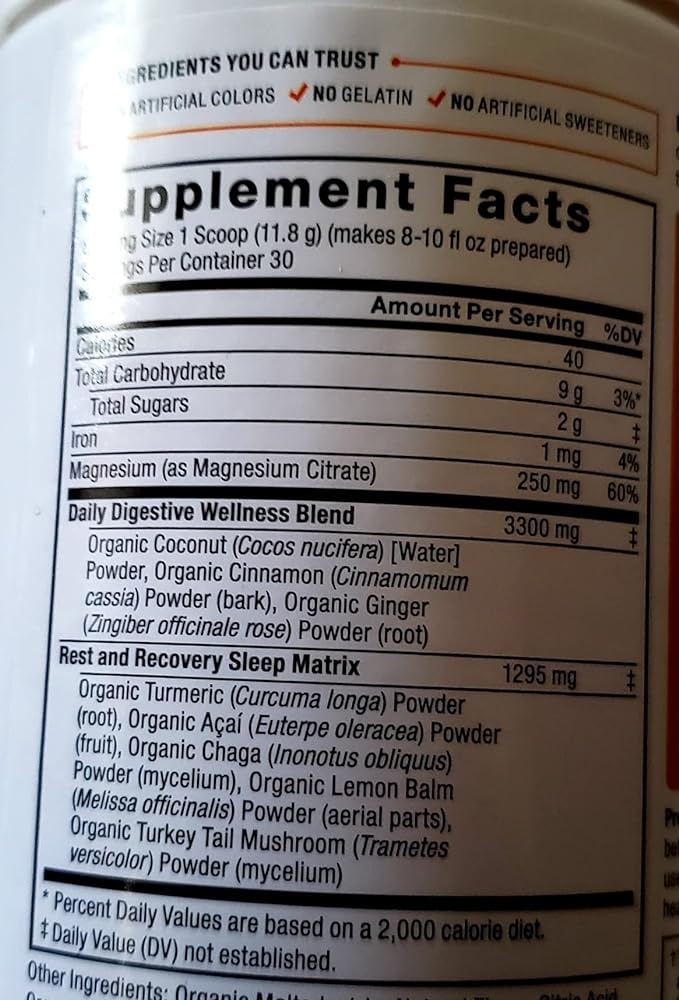 GREDIENTS YOU CAN TRUST
ARTIFICIAL COLORS ✓ NO GELATIN ✓ NO ARTIFICIAL SWEETENERS
upplement Facts
ng Size 1 Scoop (11.8 g) (makes 8-10 fl oz prepared)
gs Per Container 30
Amount Per Serving %DV
Calories 40
Total Carbohydrate 9 g 3%*
Total Sugars 2 g ‡
Iron 1 mg 4%
Magnesium (as Magnesium Citrate) 250 mg 60%
Daily Digestive Wellness Blend 3300 mg ‡
Organic Coconut (Cocos nucifera) [Water]
Powder, Organic Cinnamon (Cinnamomum
cassia) Powder (bark), Organic Ginger
(Zingiber officinale rose) Powder (root)
Rest and Recovery Sleep Matrix 1295 mg ‡
Organic Turmeric (Curcuma longa) Powder
(root), Organic Açaí (Euterpe oleracea) Powder
(fruit), Organic Chaga (Inonotus obliquus)
Powder (mycelium), Organic Lemon Balm
(Melissa officinalis) Powder (aerial parts),
Organic Turkey Tail Mushroom (Trametes
versicolor) Powder (mycelium)
* Percent Daily Values are based on a 2,000 calorie diet.
‡ Daily Value (DV) not established.
Other Ingredients: Organic